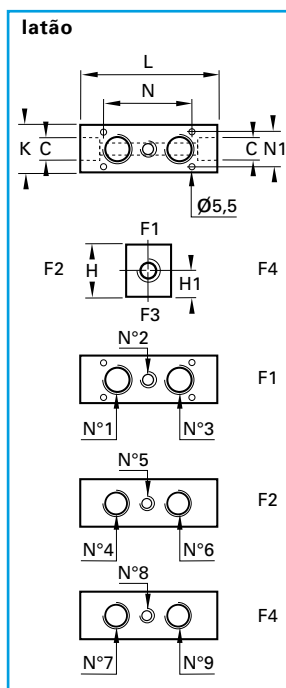 latão
L
N
K C C N1
Ø5,5
F1
F2 H H1 F4
F3
N°2
F1
N°1 N°3
N°5
F2
N°4 N°6
N°8
F4
N°7 N°9